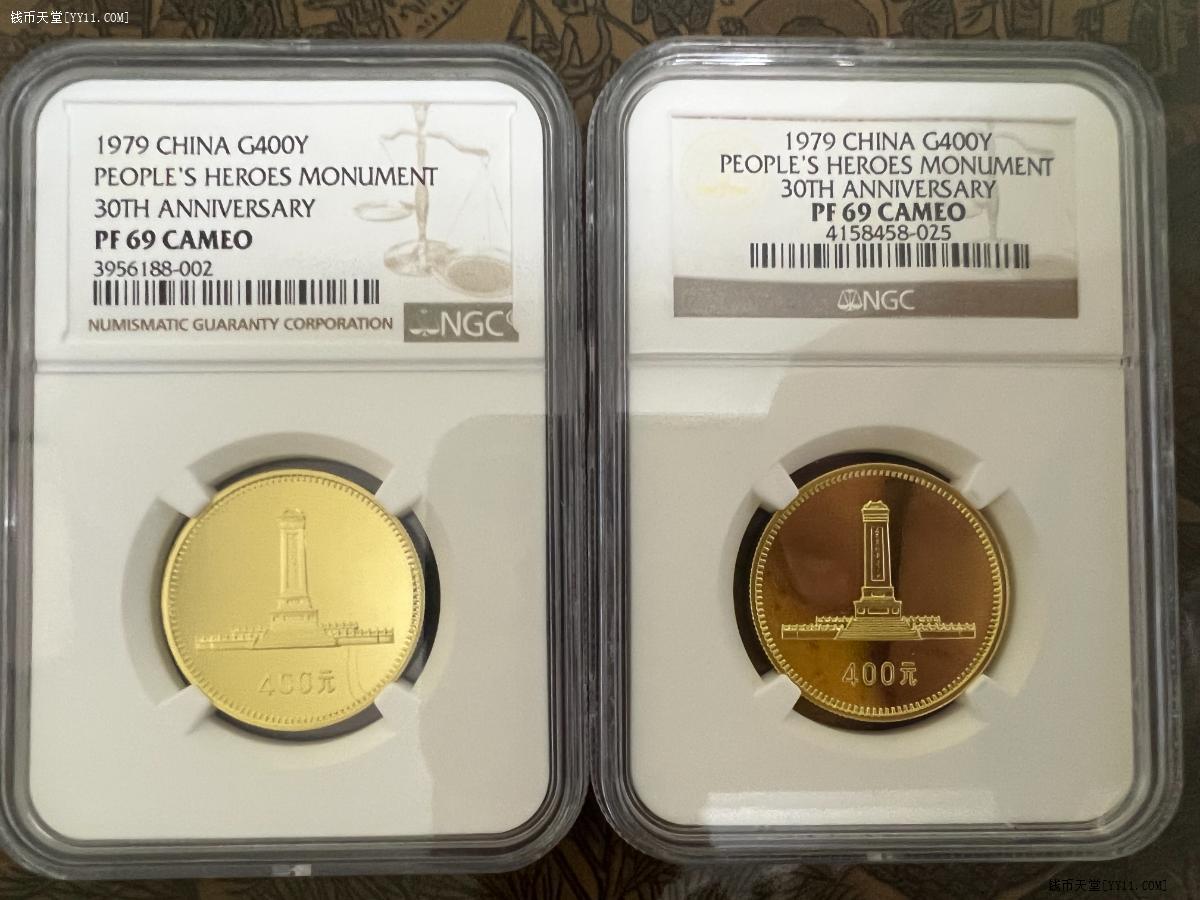 钱币天堂[YY11.COM]
1979 CHINA G400Y
PEOPLE'S HEROES MONUMENT
30TH ANNIVERSARY
PF 69 CAMEO
3956188-002
NUMISMATIC GUARANTY CORPORATION
NGC
400元
1979 CHINA G400Y
PEOPLE'S HEROES MONUMENT
30TH ANNIVERSARY
PF 69 CAMEO
4158458-025
NGC
400元
钱币天堂[YY11.COM]